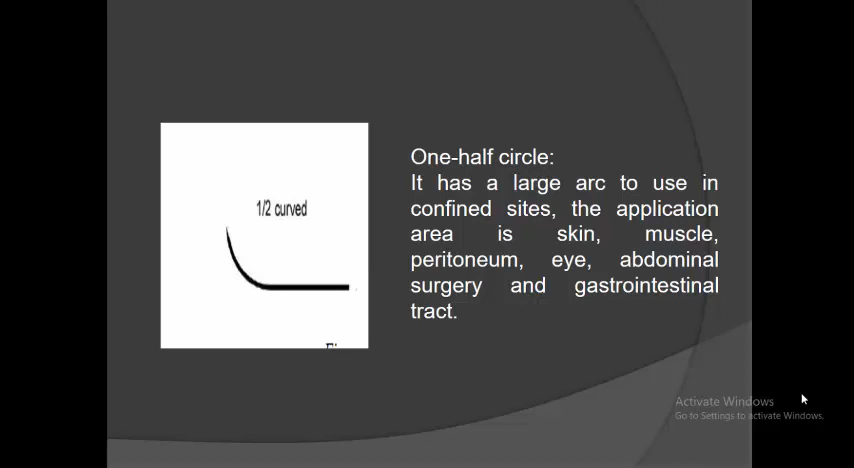 1/2 curved
One-half circle:
It has a large arc to use in
confined sites, the application
area is skin, muscle,
peritoneum, eye, abdominal
surgery and gastrointestinal
tract.
Activate Windows
Go to Settings to activate Windows.